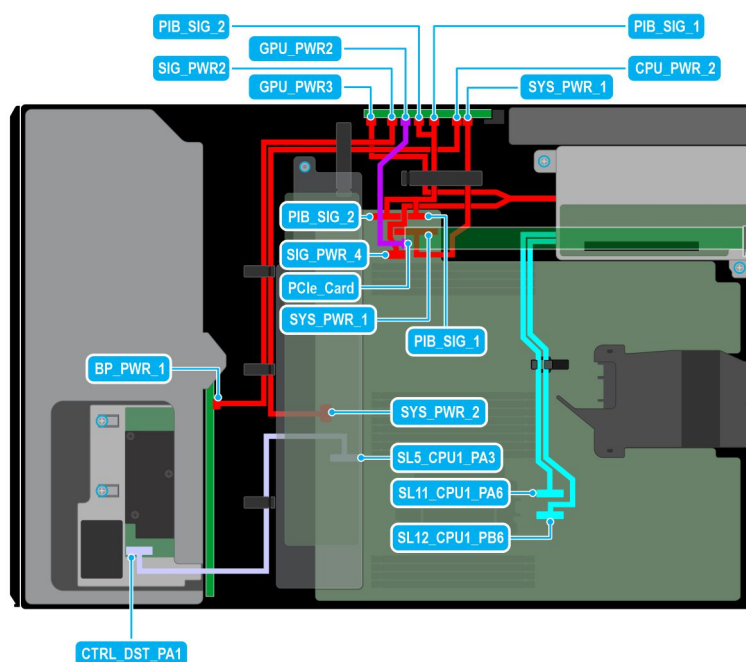 PIB_SIG_2
PIB_SIG_1
GPU_PWR2
SIG_PWR2
CPU_PWR_2
GPU_PWR3
SYS_PWR_1
PIB_SIG_2
SIG_PWR_4
PCIe_Card
SYS_PWR_1
PIB_SIG_1
BP_PWR_1
SYS_PWR_2
SL5_CPU1_PA3
SL11_CPU1_PA6
SL12_CPU1_PB6
CTRL_DST_PA1